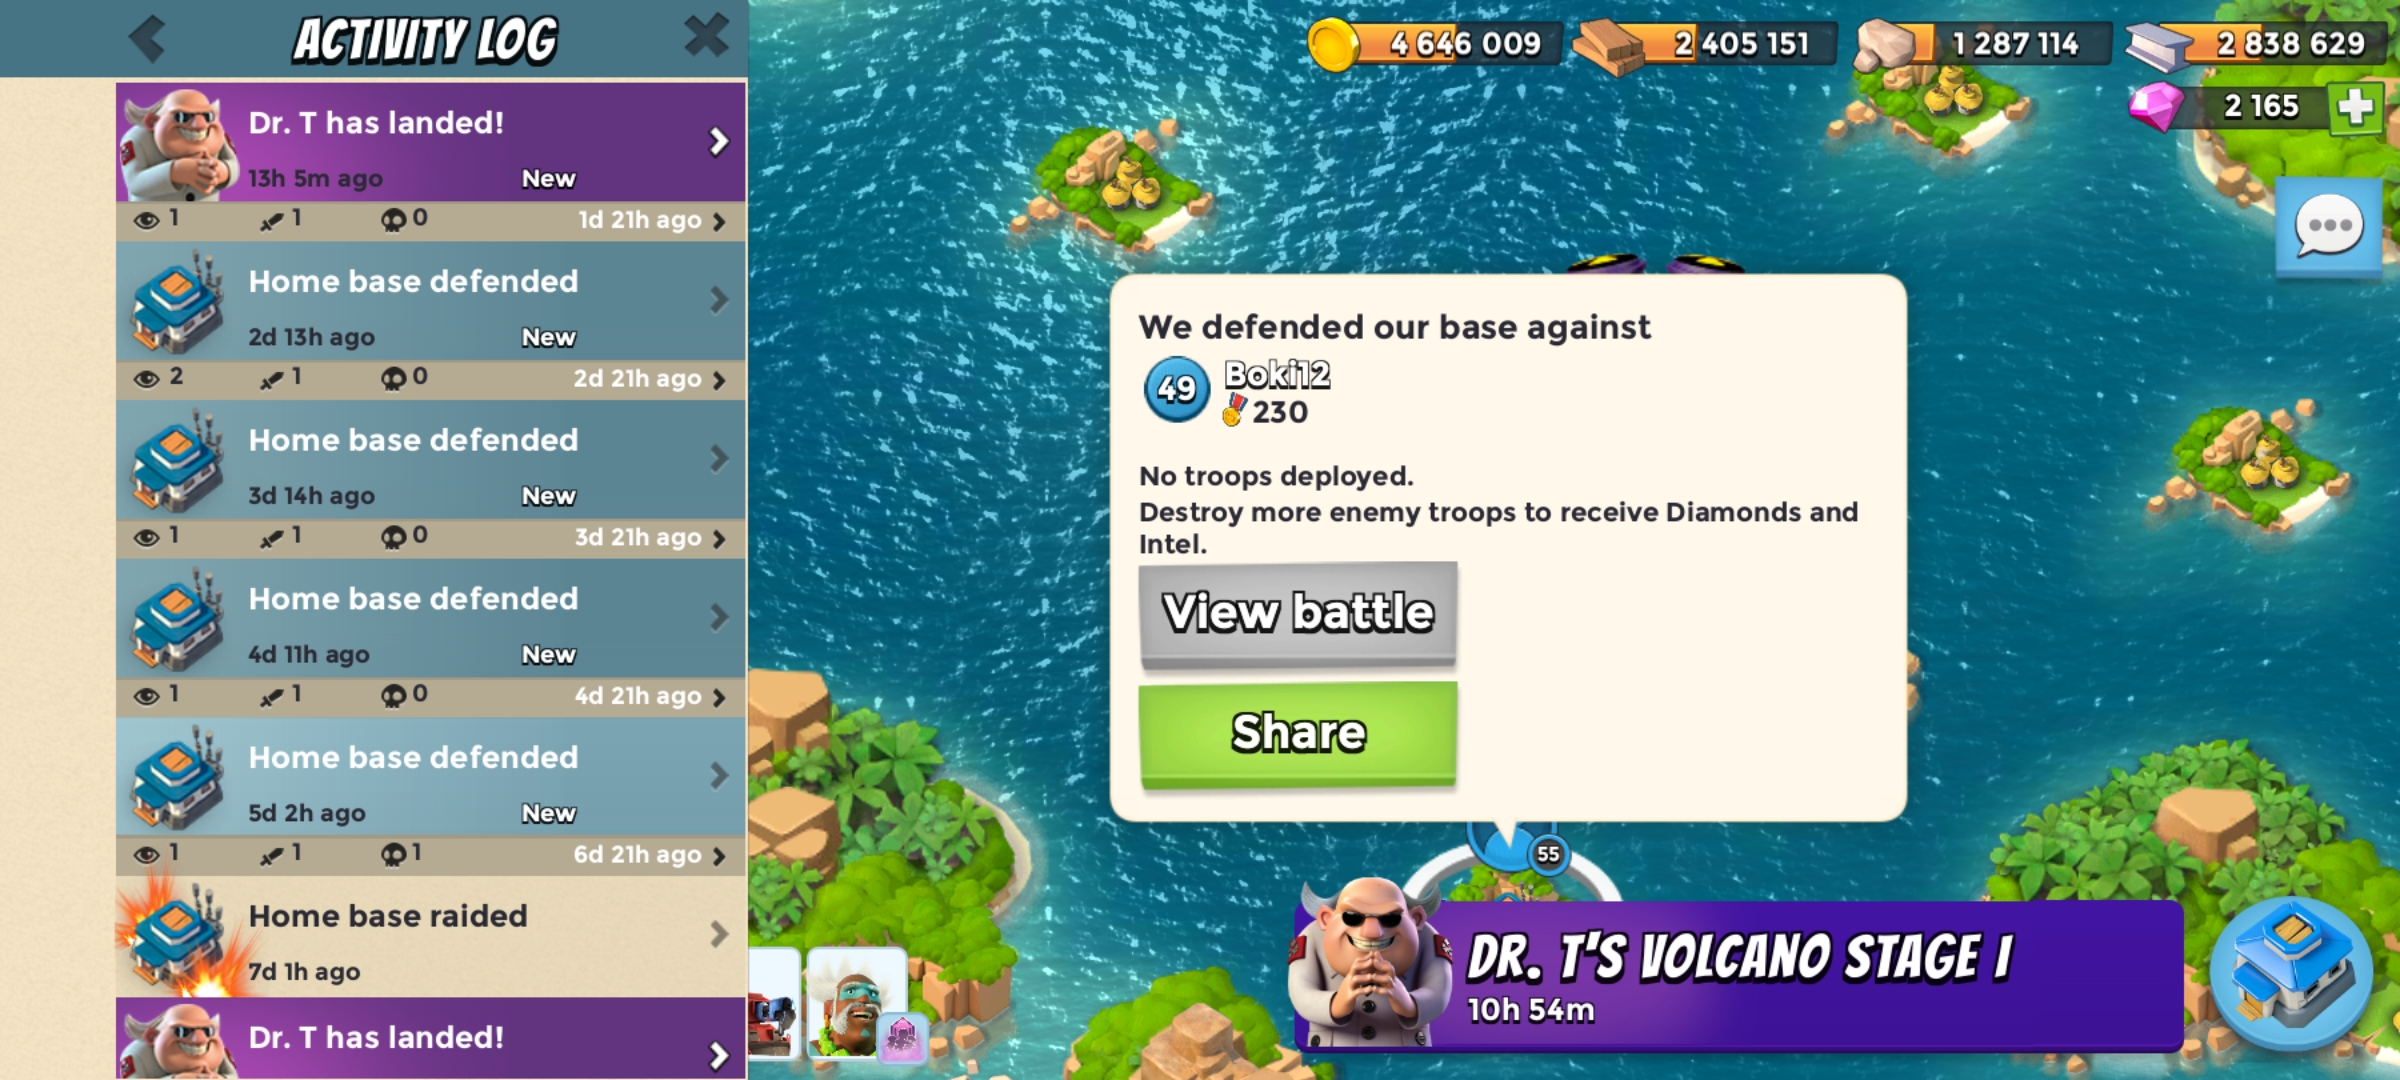 ACTIVITY LOG
Dr. T has landed!
13h 5m ago New
1 1 0 1d 21h ago
Home base defended
2d 13h ago New
2 1 0 2d 21h ago
Home base defended
3d 14h ago New
1 1 0 3d 21h ago
Home base defended
4d 11h ago New
1 1 0 4d 21h ago
Home base defended
5d 2h ago New
1 1 1 6d 21h ago
Home base raided
7d 1h ago
Dr. T has landed!
4 646 009 2 405 151 1 287 114 2 838 629
2 165
We defended our base against
49 Boki12
230
No troops deployed.
Destroy more enemy troops to receive Diamonds and
Intel.
View battle
Share
55
DR. T'S VOLCANO STAGE I
10h 54m